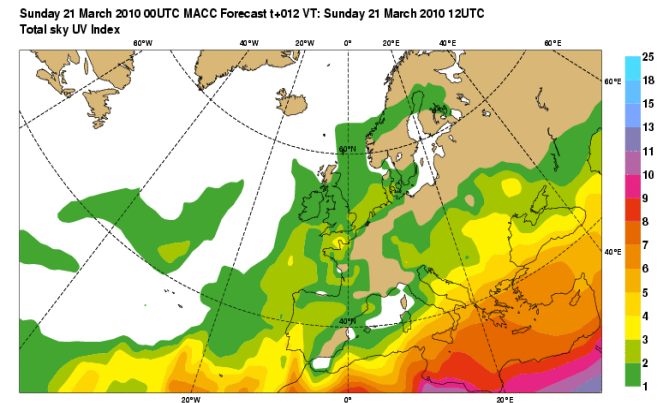 Sunday 21 March 2010 00UTC MACC Forecast t+012 VT: Sunday 21 March 2010 12UTC
Total sky UV Index
60°W 40°W 20°W 0° 20°E 40°E 60°E
25
60°E
18
15
13
11
60°N
10
9
8
7
40°E
6
5
4
40°N
3
2
1
20°W 0° 20°E